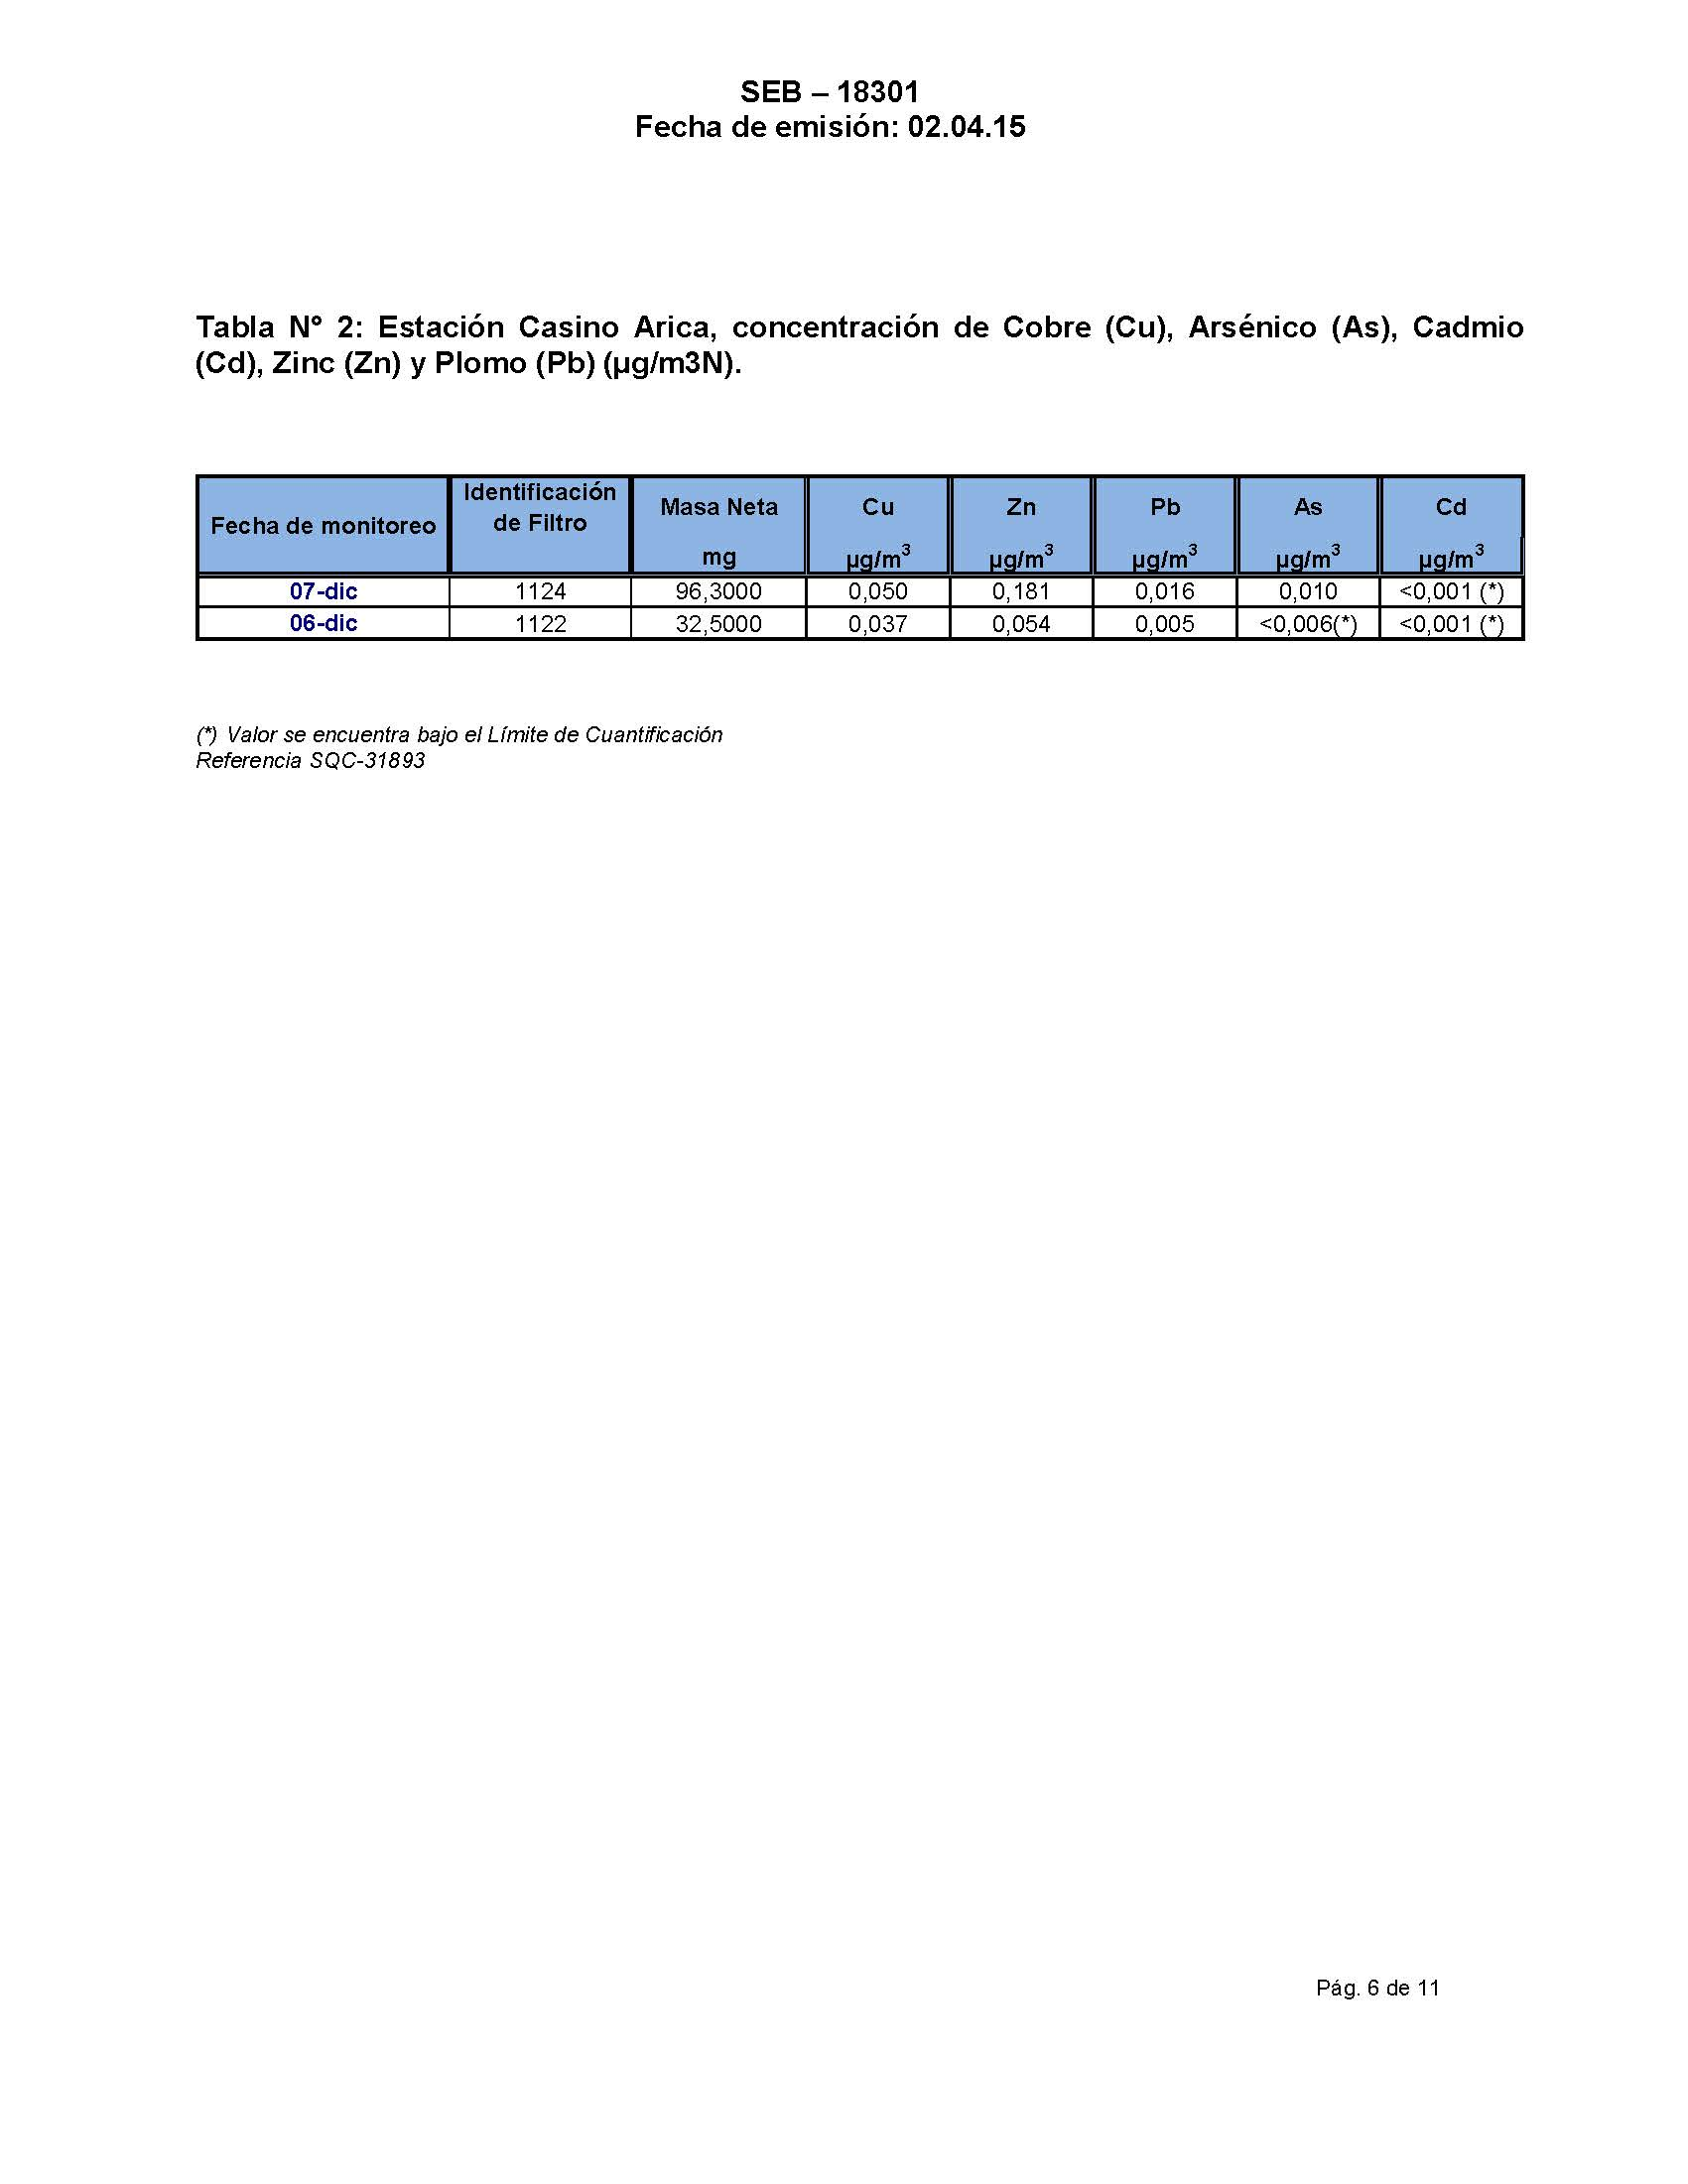 SEB – 18301
Fecha de emisión: 02.04.15
Tabla N° 2: Estación Casino Arica, concentración de Cobre (Cu), Arsénico (As), Cadmio
(Cd), Zinc (Zn) y Plomo (Pb) (µg/m3N).
Fecha de monitoreo Identificación de Filtro Masa Neta mg Cu µg/m³ Zn µg/m³ Pb µg/m³ As µg/m³ Cd µg/m³
07-dic 1124 96,3000 0,050 0,181 0,016 0,010 <0,001 (*)
06-dic 1122 32,5000 0,037 0,054 0,005 <0,006(*) <0,001 (*)
(*) Valor se encuentra bajo el Límite de Cuantificación
Referencia SQC-31893
Pág. 6 de 11